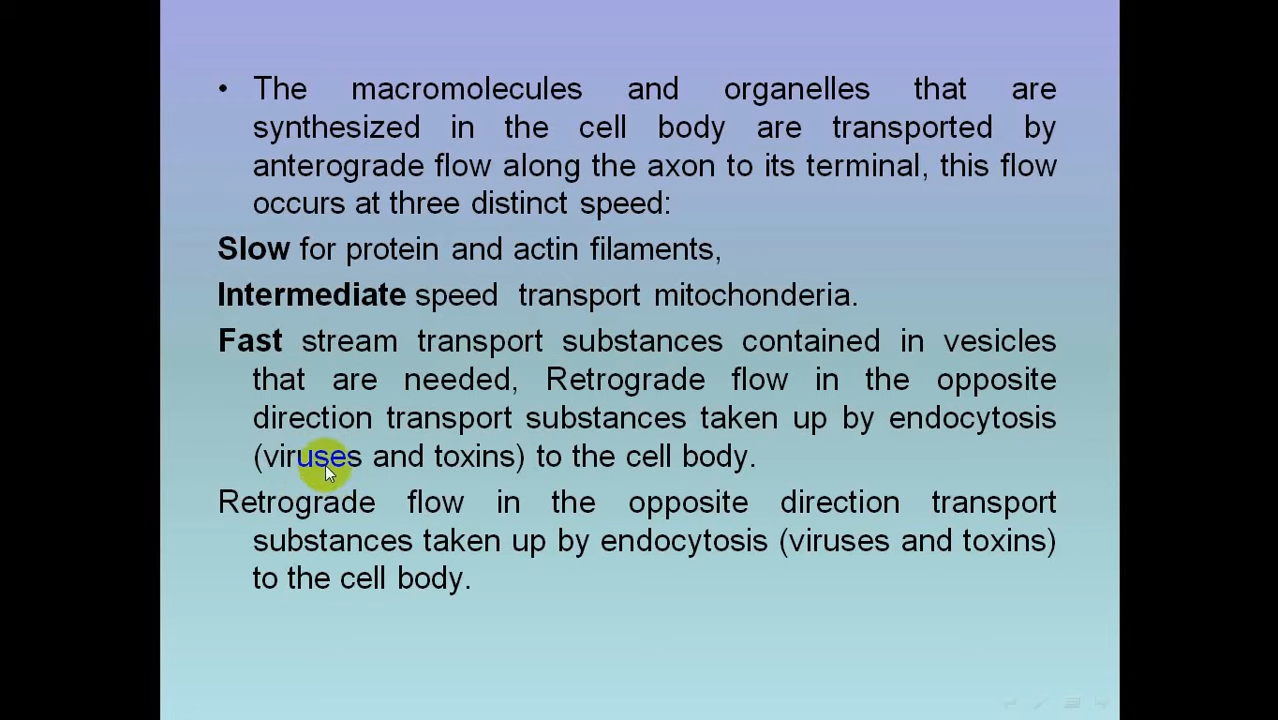 • The macromolecules and organelles that are
synthesized in the cell body are transported by
anterograde flow along the axon to its terminal, this flow
occurs at three distinct speed:
Slow for protein and actin filaments,
Intermediate speed transport mitochonderia.
Fast stream transport substances contained in vesicles
that are needed, Retrograde flow in the opposite
direction transport substances taken up by endocytosis
(viruses and toxins) to the cell body.
Retrograde flow in the opposite direction transport
substances taken up by endocytosis (viruses and toxins)
to the cell body.